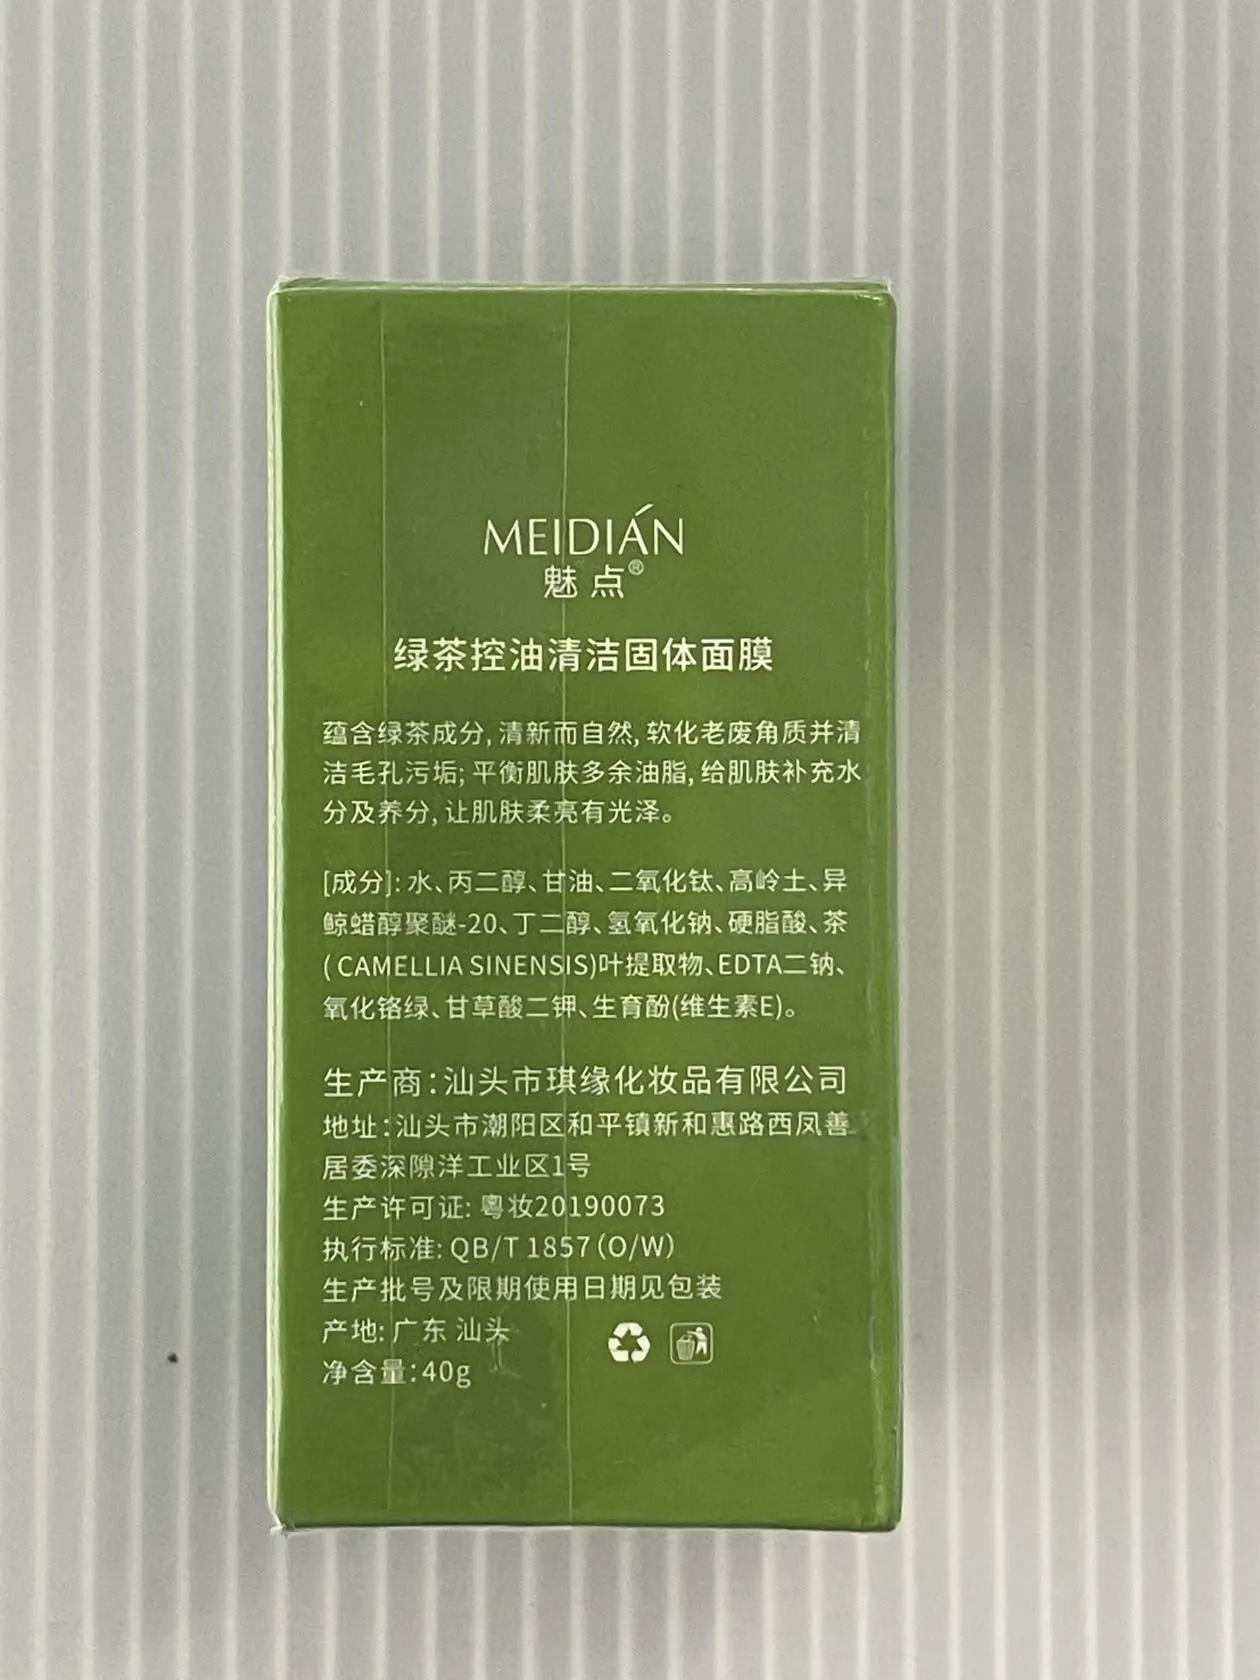 MEIDIÁN
魅点®
绿茶控油清洁固体面膜
蕴含绿茶成分, 清新而自然, 软化老废角质并清
洁毛孔污垢; 平衡肌肤多余油脂, 给肌肤补充水
分及养分, 让肌肤柔亮有光泽。
[成分]: 水、丙二醇、甘油、二氧化钛、高岭土、异
鲸蜡醇聚醚-20、丁二醇、氢氧化钠、硬脂酸、茶
( CAMELLIA SINENSIS)叶提取物、EDTA二钠、
氧化铬绿、甘草酸二钾、生育酚(维生素E)。
生产商: 汕头市琪缘化妆品有限公司
地址: 汕头市潮阳区和平镇新和惠路西凤善
居委深隙洋工业区1号
生产许可证: 粤妆20190073
执行标准: QB/T 1857 (O/W)
生产批号及限期使用日期见包装
产地: 广东 汕头
净含量: 40g